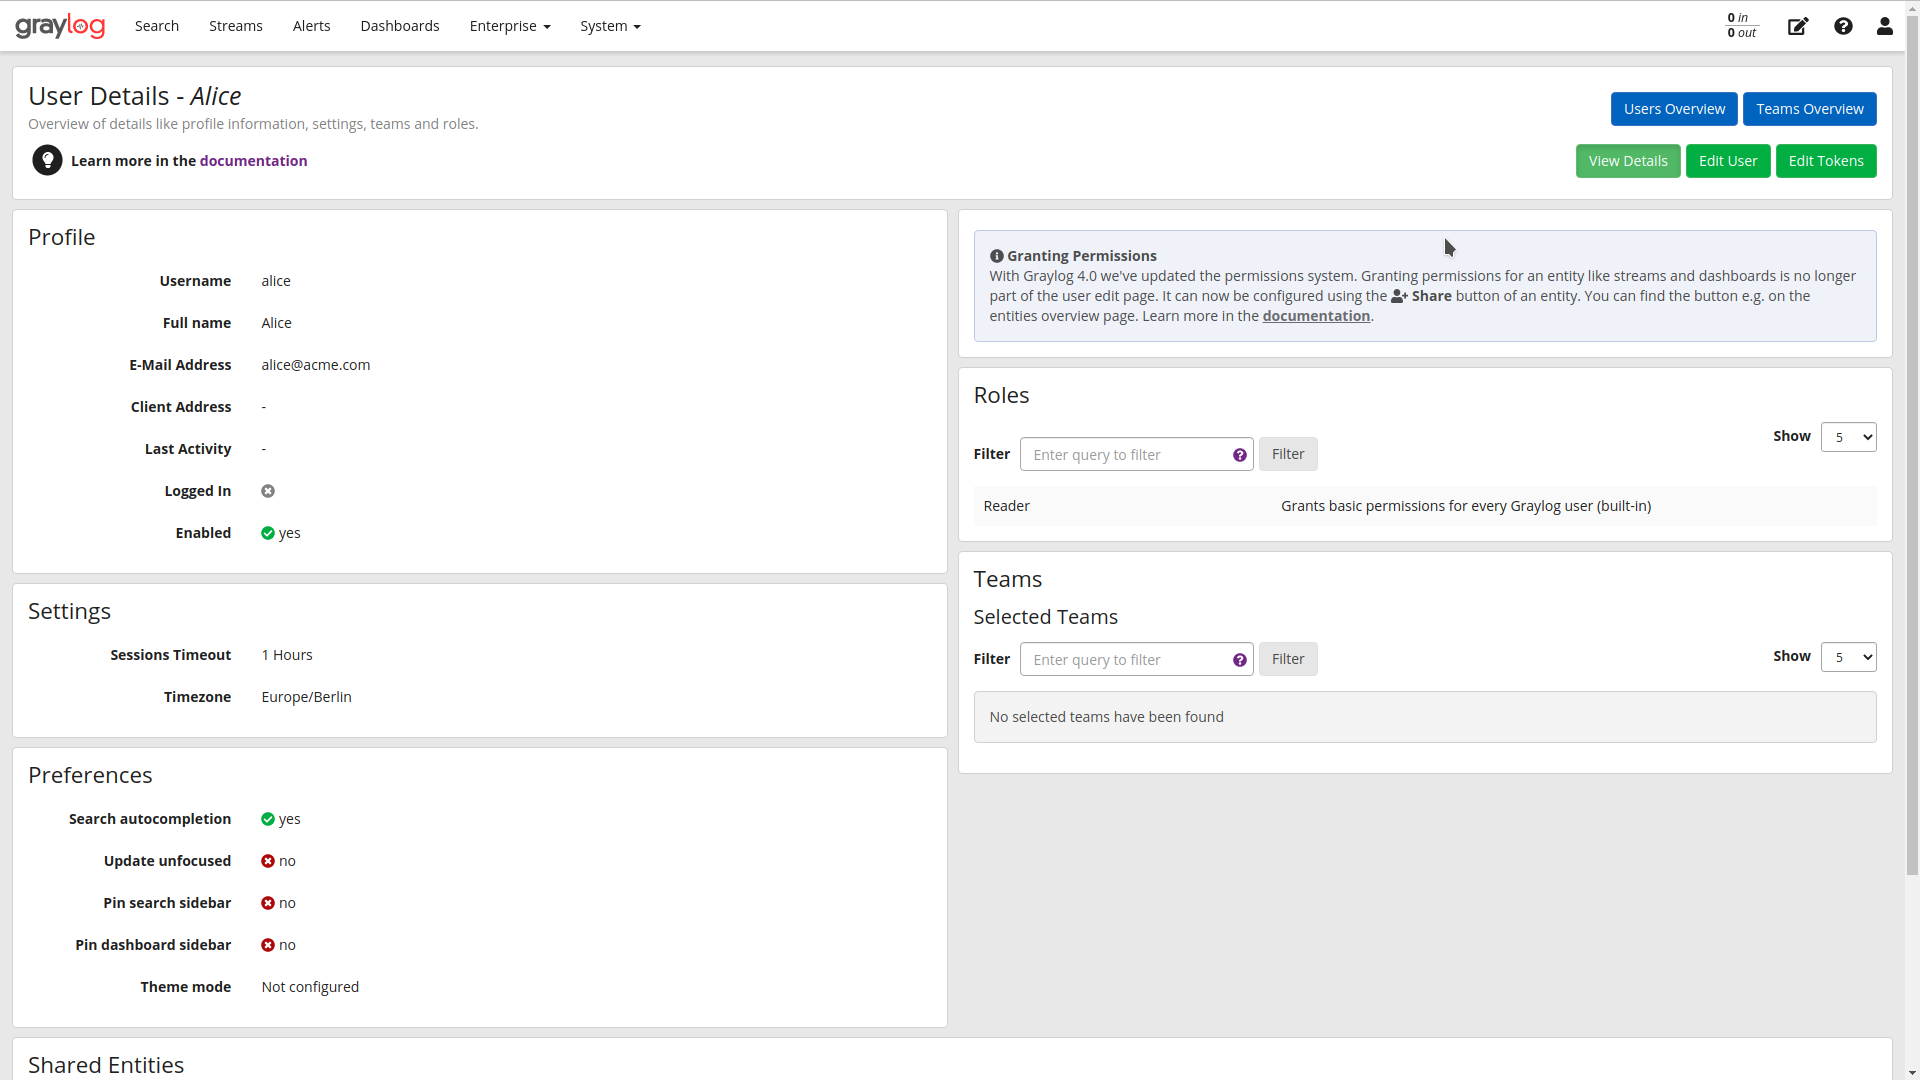 graylog Search Streams Alerts Dashboards Enterprise System 0 in
0 out
User Details - Alice
Overview of details like profile information, settings, teams and roles.
Learn more in the documentation
Users Overview Teams Overview
View Details Edit User Edit Tokens
Profile
Username alice
Full name Alice
E-Mail Address alice@acme.com
Client Address -
Last Activity -
Logged In
Enabled yes
Settings
Sessions Timeout 1 Hours
Timezone Europe/Berlin
Preferences
Search autocompletion yes
Update unfocused no
Pin search sidebar no
Pin dashboard sidebar no
Theme mode Not configured
Granting Permissions
With Graylog 4.0 we've updated the permissions system. Granting permissions for an entity like streams and dashboards is no longer
part of the user edit page. It can now be configured using the Share button of an entity. You can find the button e.g. on the
entities overview page. Learn more in the documentation.
Roles
Filter Enter query to filter ? Filter Show 5
Reader Grants basic permissions for every Graylog user (built-in)
Teams
Selected Teams
Filter Enter query to filter ? Filter Show 5
No selected teams have been found
Shared Entities